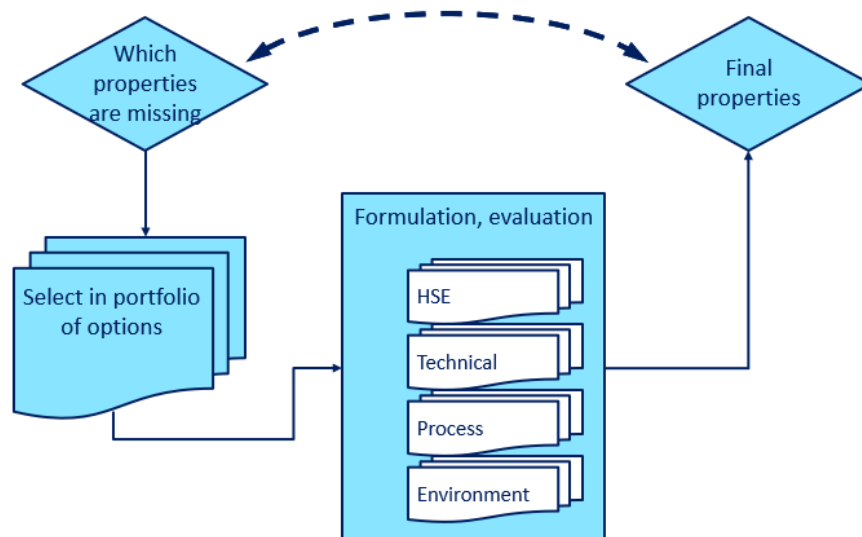 Which
properties
are missing
Final
properties
Select in portfolio
of options
Formulation, evaluation
HSE
Technical
Process
Environment